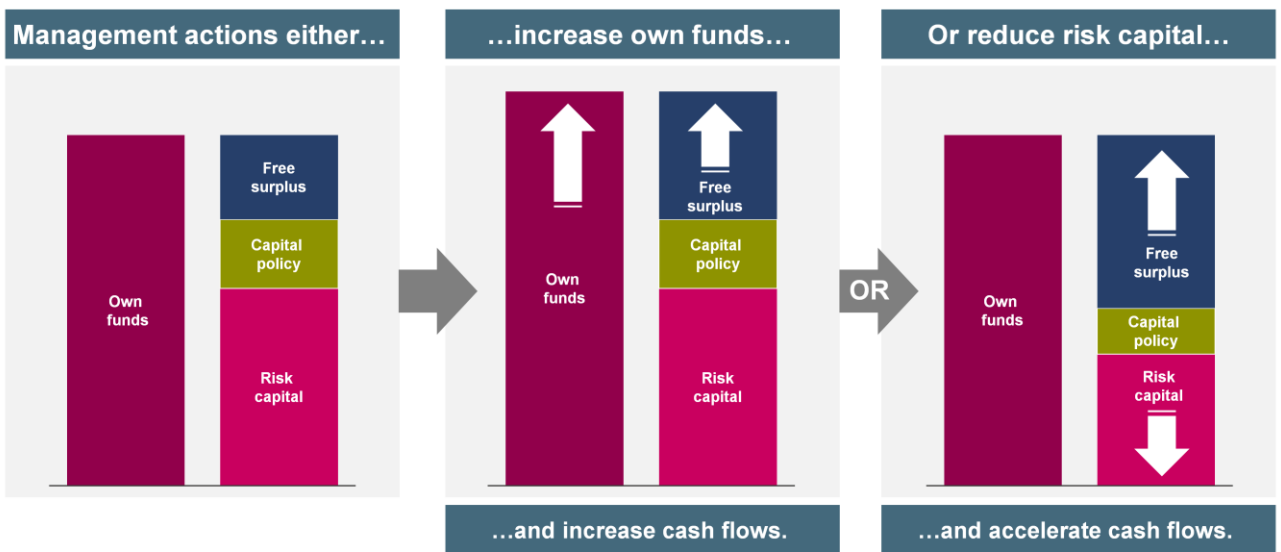 Management actions either…
Own
funds
Free
surplus
Capital
policy
Risk
capital
…increase own funds…
Own
funds
Free
surplus
Capital
policy
Risk
capital
…and increase cash flows.
OR
Or reduce risk capital…
Own
funds
Free
surplus
Capital
policy
Risk
capital
…and accelerate cash flows.